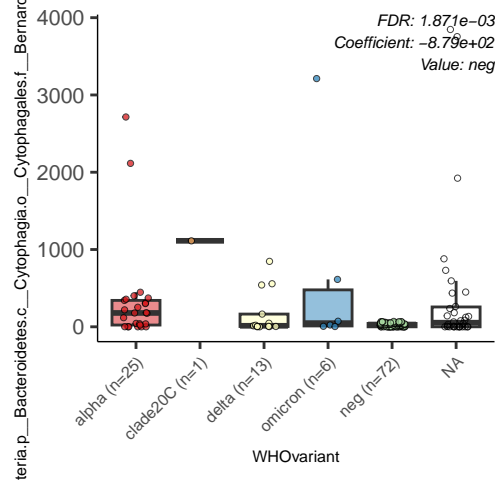 FDR: 1.871e−03
Coefficient: −8.79e+02
Value: neg
teria.p__Bacteroidetes.c__Cytophagia.o__Cytophagales.f__Bernard
4000
3000
2000
1000
0
alpha (n=25)
clade20C (n=1)
delta (n=13)
omicron (n=6)
neg (n=72)
NA
WHOvariant